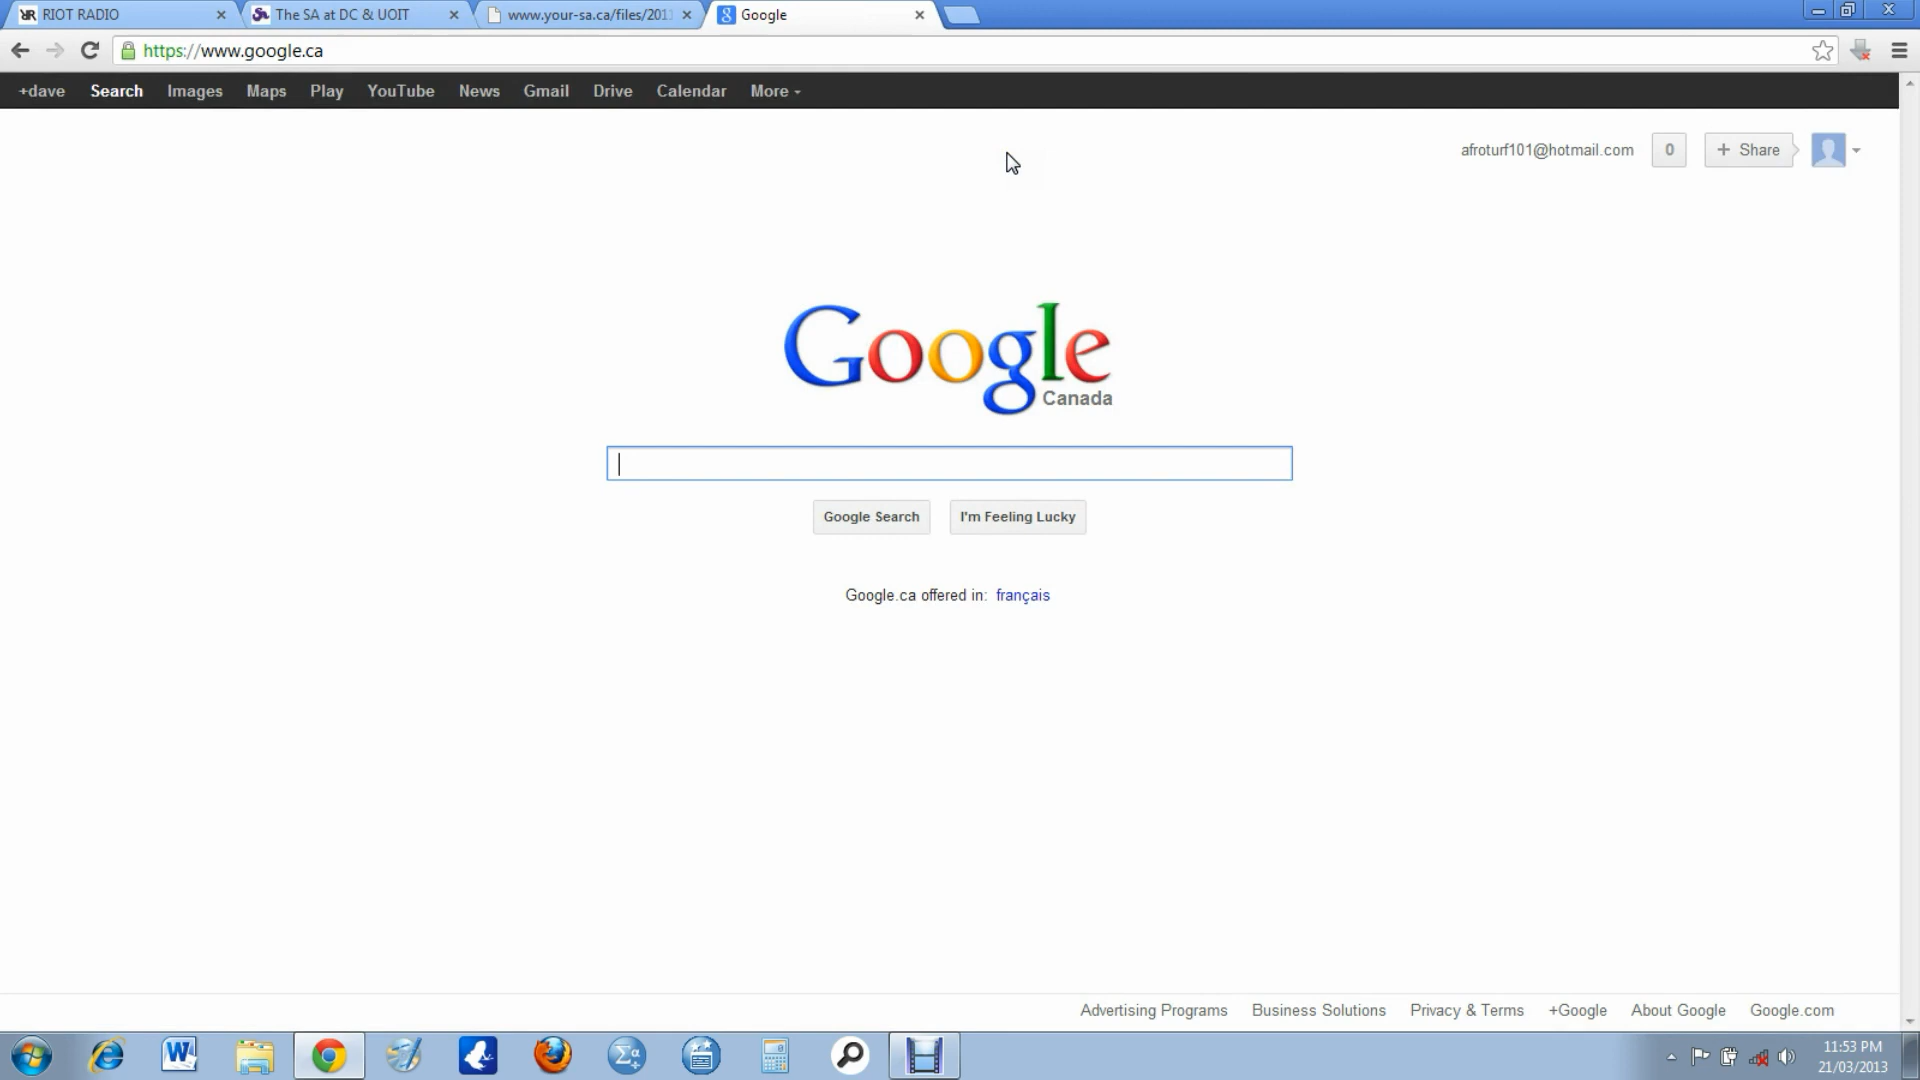 RIOT RADIO
The SA at DC & UOIT
www.your-sa.ca/files/201
Google
https://www.google.ca
+dave Search Images Maps Play YouTube News Gmail Drive Calendar More
afroturf101@hotmail.com 0 + Share
Google
Canada
Google Search I'm Feeling Lucky
Google.ca offered in: français
Advertising Programs Business Solutions Privacy & Terms +Google About Google Google.com
11:53 PM
21/03/2013